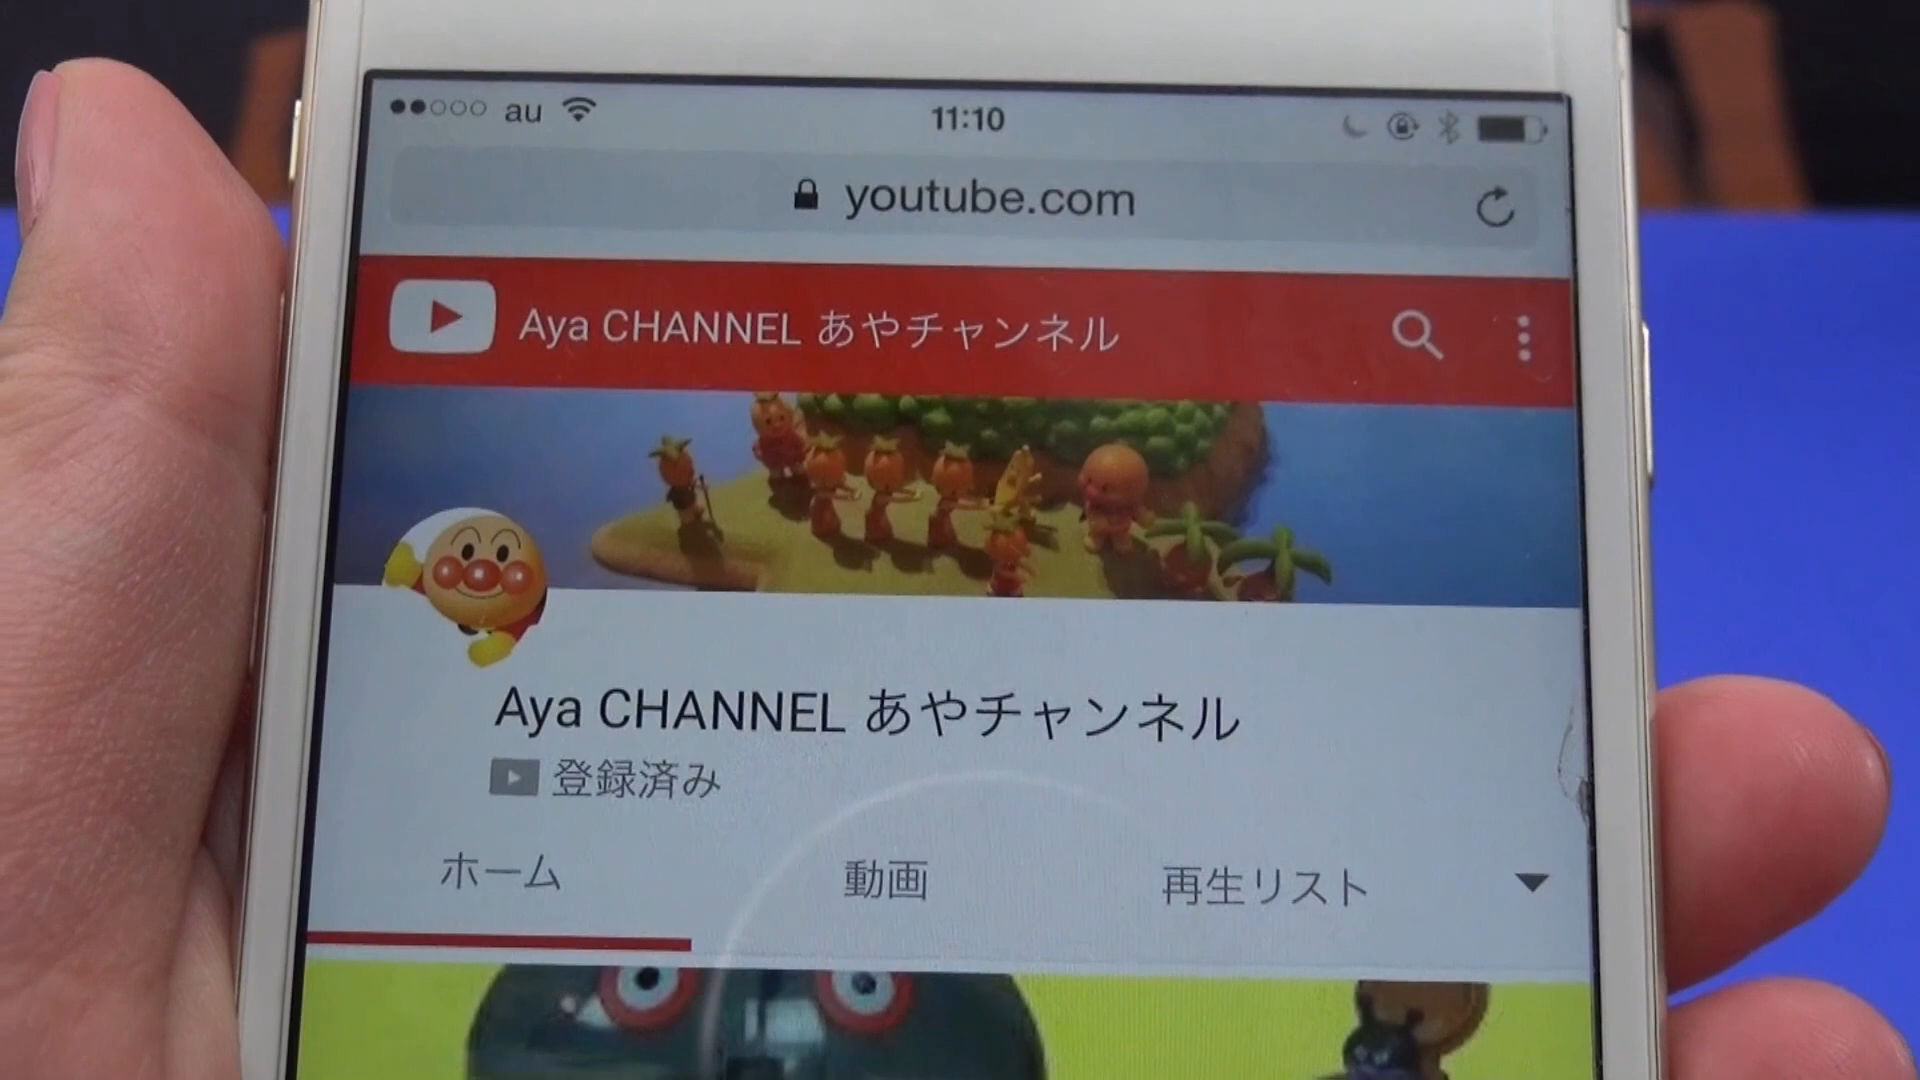 au 11:10
youtube.com
Aya CHANNEL あやチャンネル
Aya CHANNEL あやチャンネル
登録済み
ホーム 動画 再生リスト